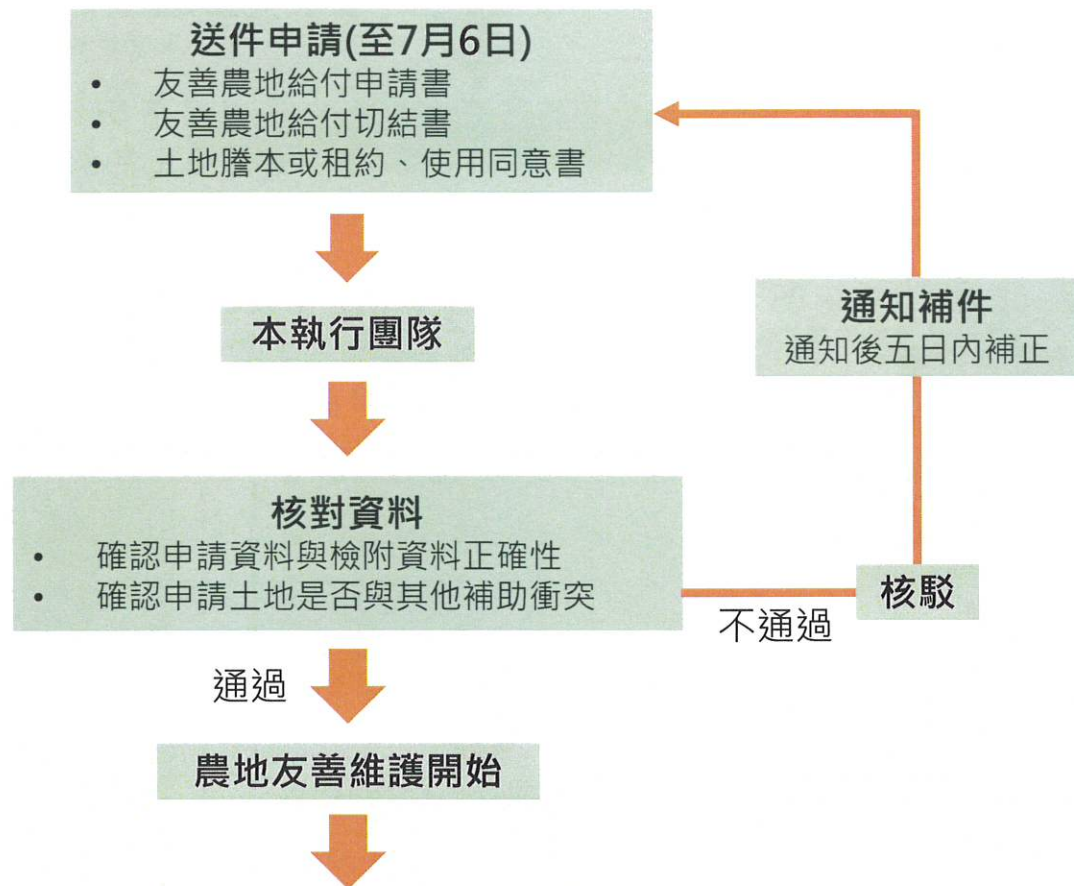 送件申請(至7月6日)
• 友善農地給付申請書
• 友善農地給付切結書
• 土地謄本或租約、使用同意書
本執行團隊
通知補件
通知後五日內補正
核對資料
• 確認申請資料與檢附資料正確性
• 確認申請土地是否與其他補助衝突
不通過
核駁
通過
農地友善維護開始